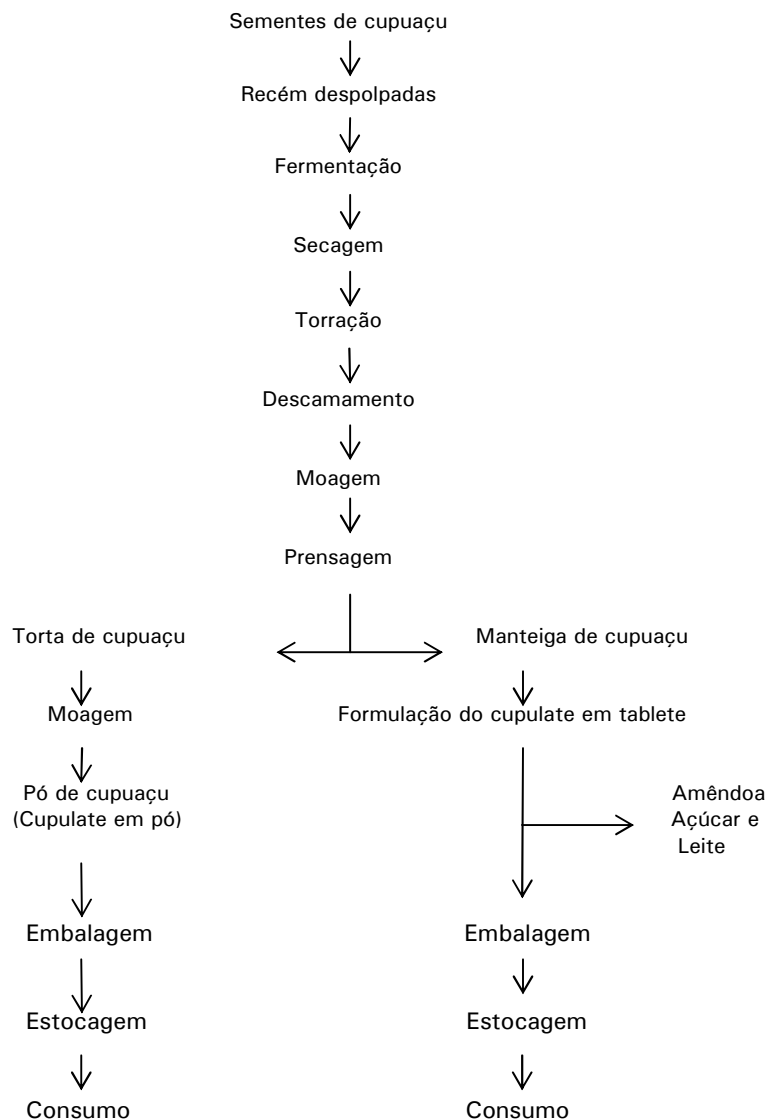 Sementes de cupuaçu
Recém despolpadas
Fermentação
Secagem
Torração
Descamamento
Moagem
Prensagem
Torta de cupuaçu
Manteiga de cupuaçu
Moagem
Formulação do cupulate em tablete
Pó de cupuaçu
(Cupulate em pó)
Amêndoa
Açúcar e
Leite
Embalagem
Embalagem
Estocagem
Estocagem
Consumo
Consumo